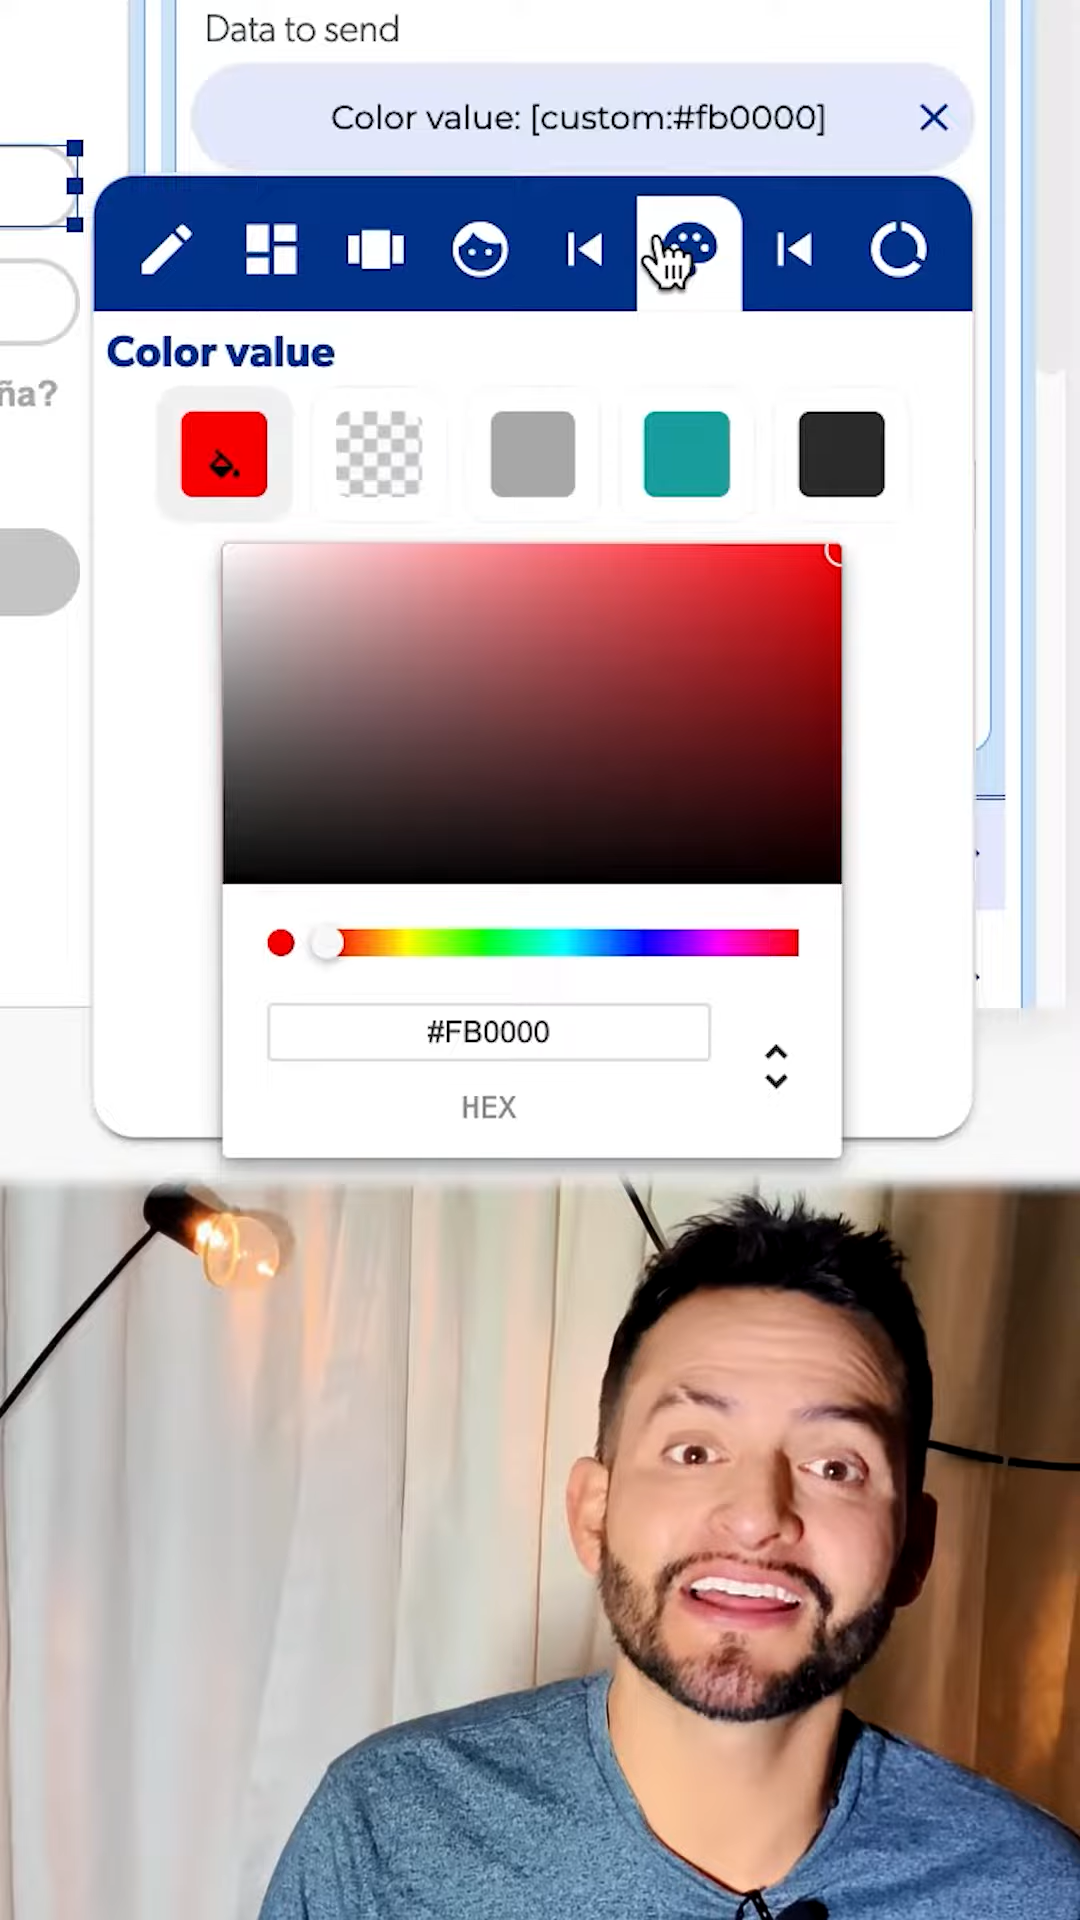 Data to send
Color value: [custom:#fb0000]
Color value
ña?
#FB0000
HEX